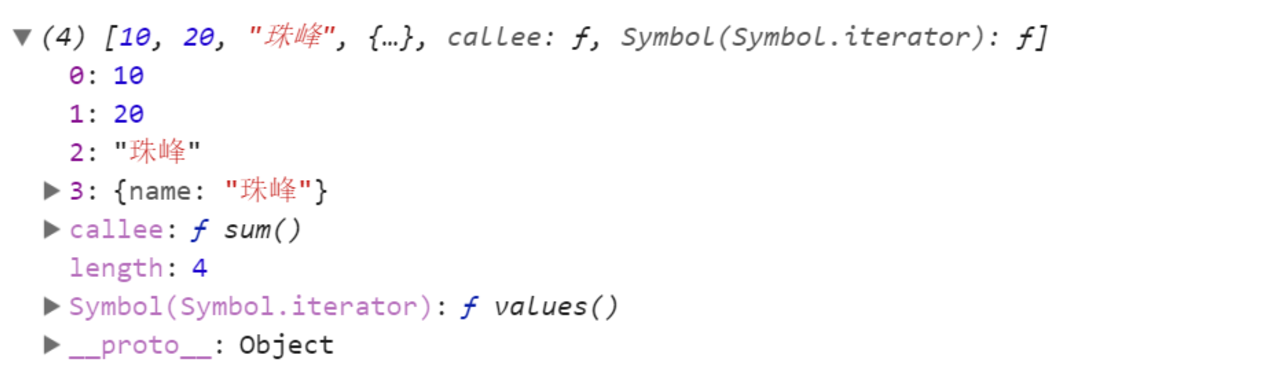 ▼ (4) [10, 20, "珠峰", {…}, callee: ƒ, Symbol(Symbol.iterator): ƒ]
0: 10
1: 20
2: "珠峰"
▶ 3: {name: "珠峰"}
▶ callee: ƒ sum()
length: 4
▶ Symbol(Symbol.iterator): ƒ values()
▶ __proto__: Object